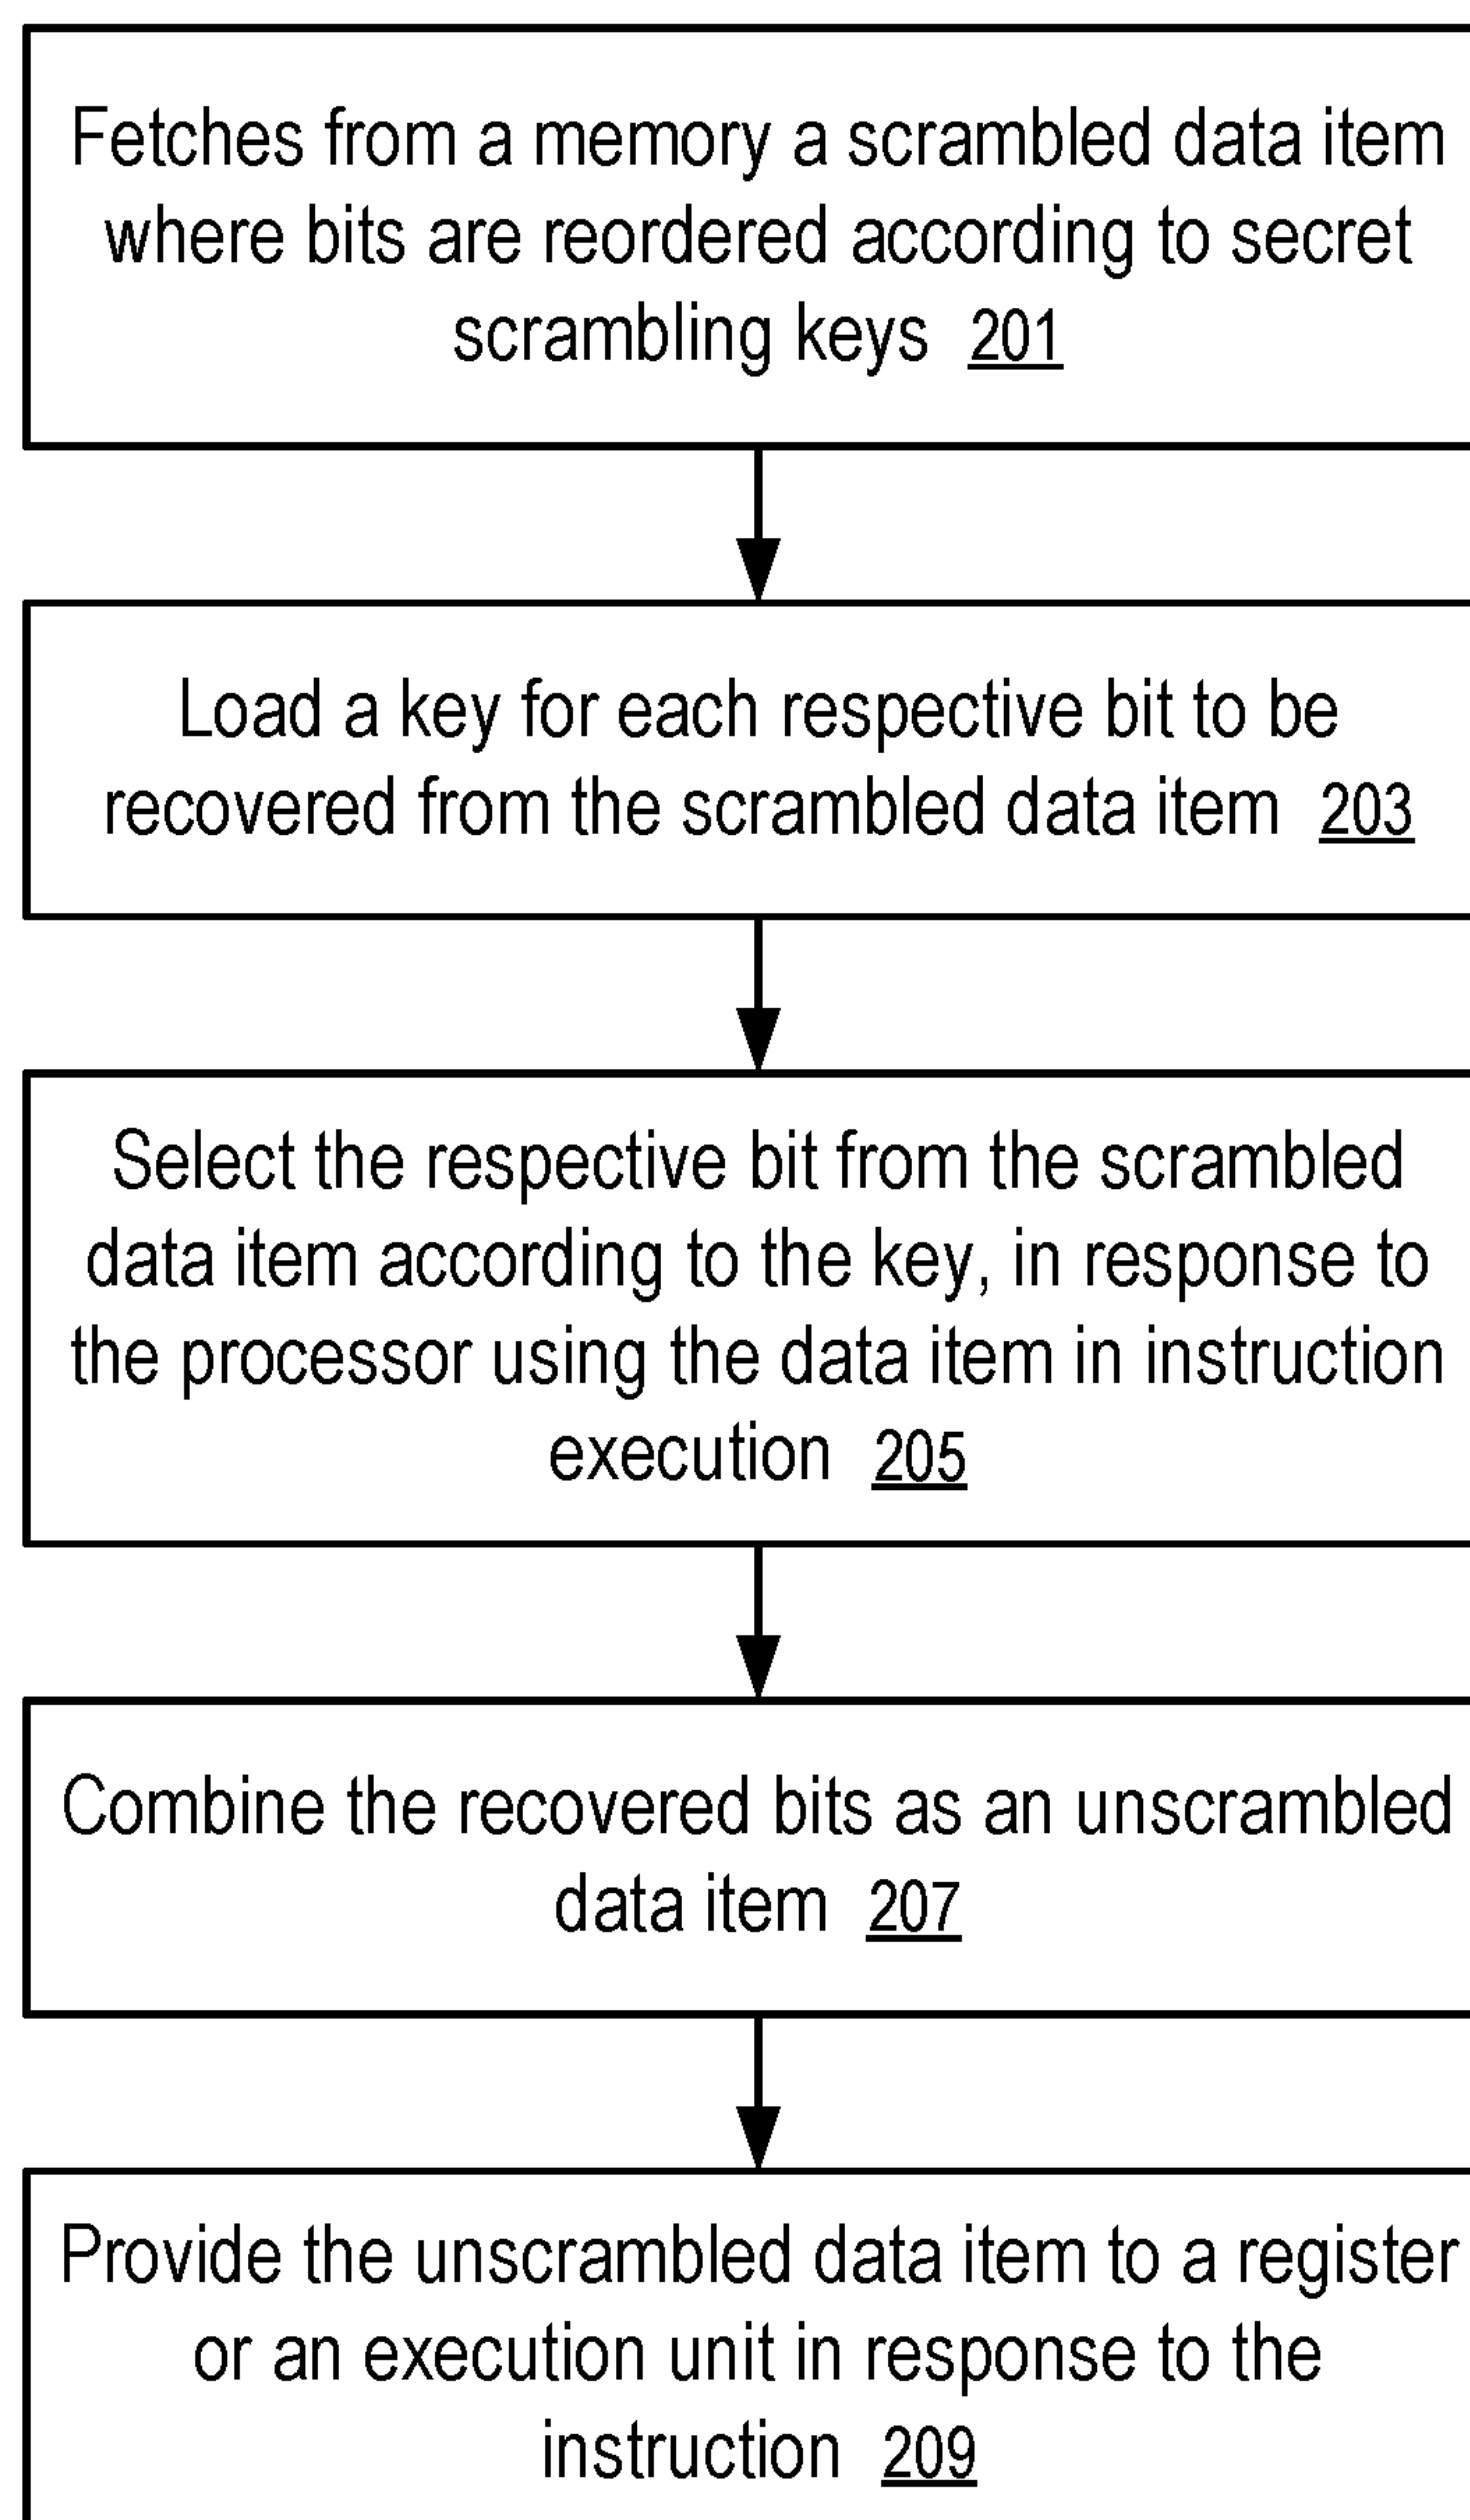 Fetches from a memory a scrambled data item
where bits are reordered according to secret
scrambling keys 201
Load a key for each respective bit to be
recovered from the scrambled data item 203
Select the respective bit from the scrambled
data item according to the key, in response to
the processor using the data item in instruction
execution 205
Combine the recovered bits as an unscrambled
data item 207
Provide the unscrambled data item to a register
or an execution unit in response to the
instruction 209